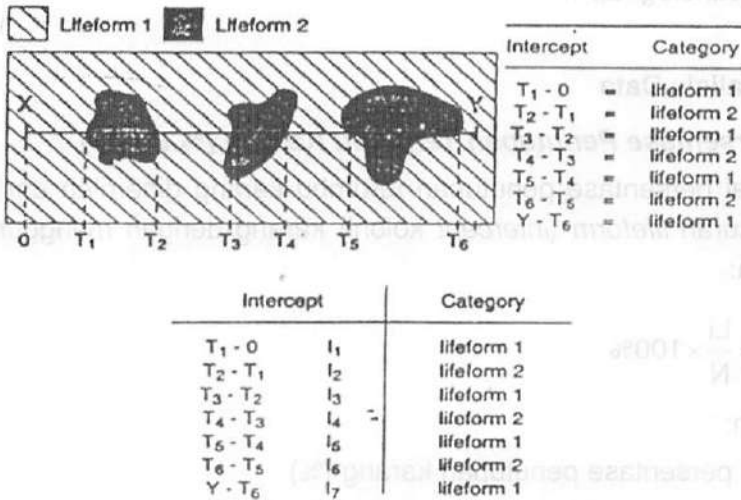 Lifeform 1 Lifeform 2
X Y
0 T1 T2 T3 T4 T5 T6
Intercept Category
T1 - 0 = lifeform 1
T2 - T1 = lifeform 2
T3 - T2 = lifeform 1
T4 - T3 = lifeform 2
T5 - T4 = lifeform 1
T6 - T5 = lifeform 2
Y - T6 = lifeform 1
Intercept Category
T1 - 0 I1 lifeform 1
T2 - T1 I2 lifeform 2
T3 - T2 I3 lifeform 1
T4 - T3 I4 lifeform 2
T5 - T4 I5 lifeform 1
T6 - T5 I6 lifeform 2
Y - T6 I7 lifeform 1